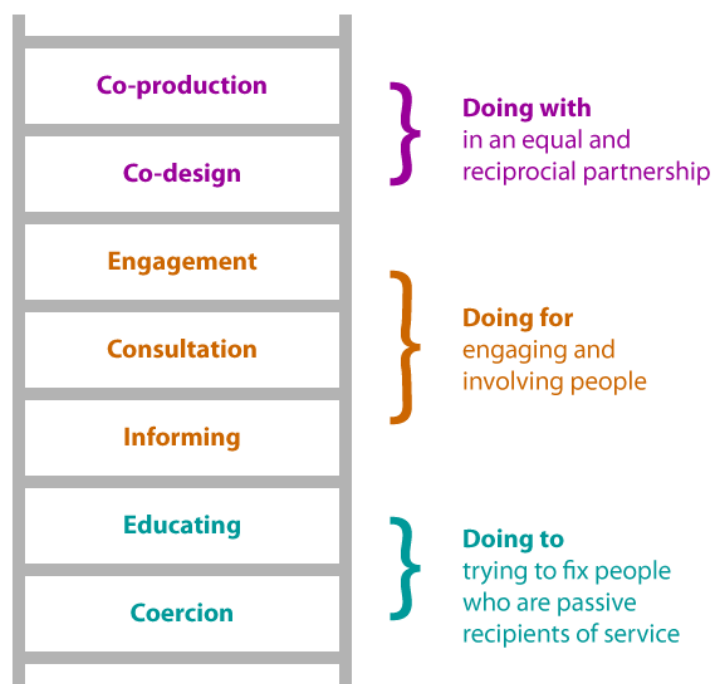 Co-production
Co-design
Doing with
in an equal and
reciprocial partnership
Engagement
Consultation
Informing
Doing for
engaging and
involving people
Educating
Coercion
Doing to
trying to fix people
who are passive
recipients of service